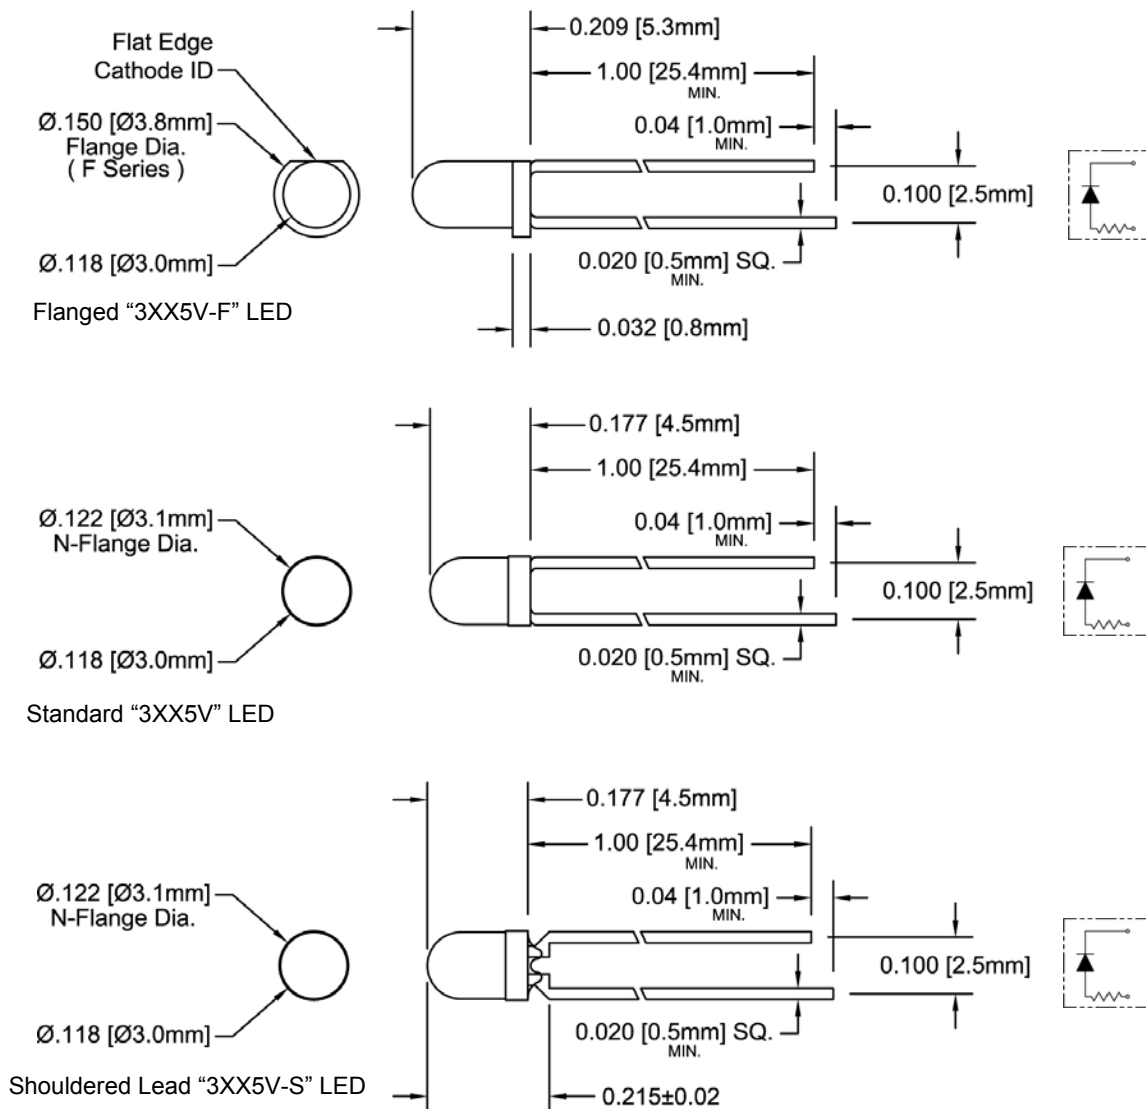 Flat Edge
Cathode ID
Ø.150 [Ø3.8mm]
Flange Dia.
( F Series )
Ø.118 [Ø3.0mm]
0.209 [5.3mm]
1.00 [25.4mm]
MIN.
0.04 [1.0mm]
MIN.
0.100 [2.5mm]
0.020 [0.5mm] SQ.
MIN.
0.032 [0.8mm]
Flanged “3XX5V-F” LED
0.177 [4.5mm]
1.00 [25.4mm]
0.04 [1.0mm]
MIN.
Ø.122 [Ø3.1mm]
N-Flange Dia.
0.100 [2.5mm]
Ø.118 [Ø3.0mm]
0.020 [0.5mm] SQ.
MIN.
Standard “3XX5V” LED
0.177 [4.5mm]
1.00 [25.4mm]
MIN.
0.04 [1.0mm]
MIN.
Ø.122 [Ø3.1mm]
N-Flange Dia.
0.100 [2.5mm]
Ø.118 [Ø3.0mm]
0.020 [0.5mm] SQ.
MIN.
Shouldered Lead “3XX5V-S” LED
0.215±0.02